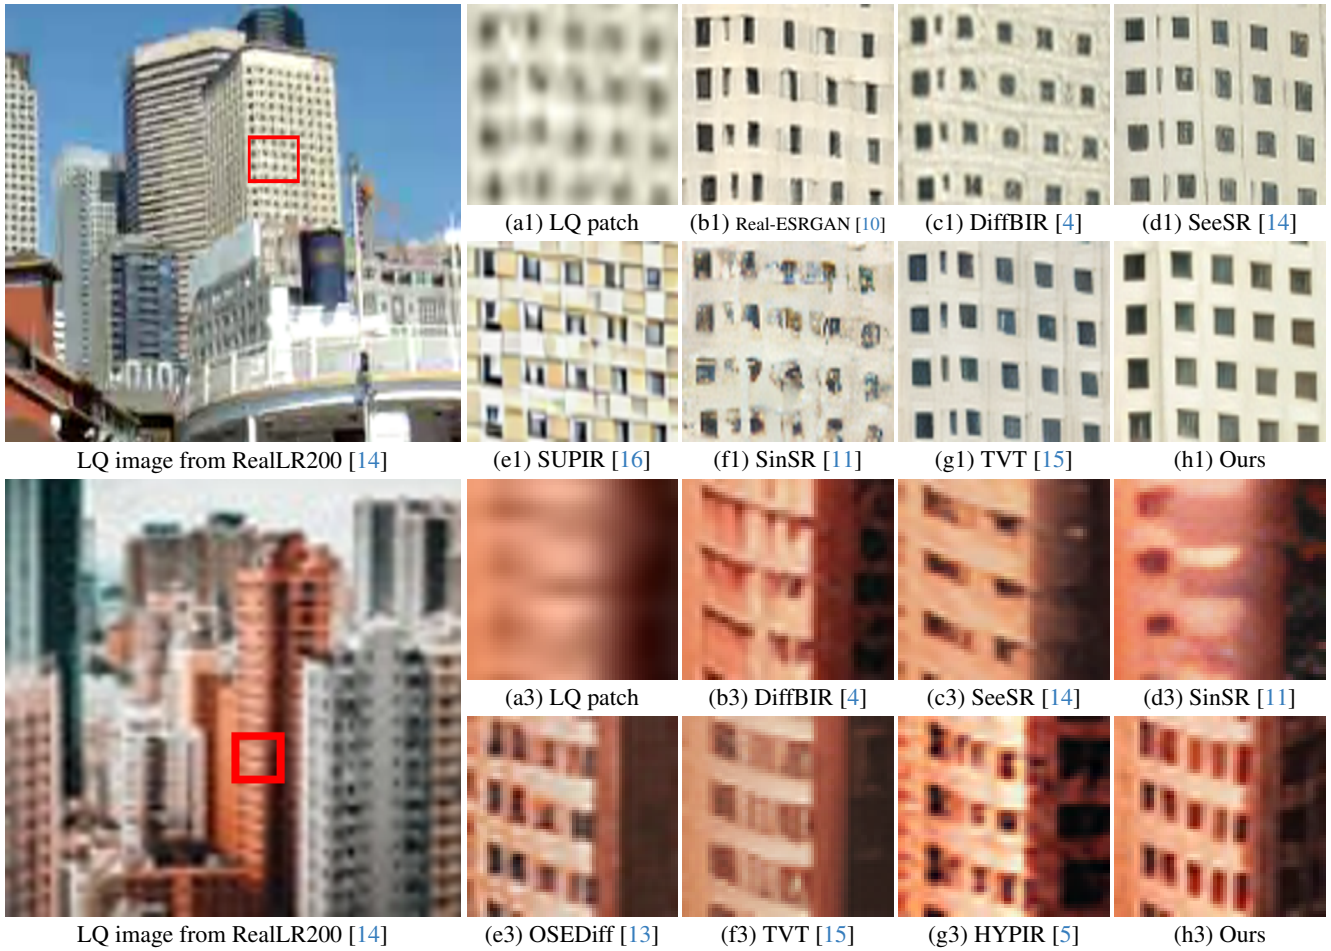 (a1) LQ patch
(b1) Real-ESRGAN [10]
(c1) DiffBIR [4]
(d1) SeeSR [14]
LQ image from RealLR200 [14]
(e1) SUPIR [16]
(f1) SinSR [11]
(g1) TVT [15]
(h1) Ours
(a3) LQ patch
(b3) DiffBIR [4]
(c3) SeeSR [14]
(d3) SinSR [11]
LQ image from RealLR200 [14]
(e3) OSEDiff [13]
(f3) TVT [15]
(g3) HYPIR [5]
(h3) Ours